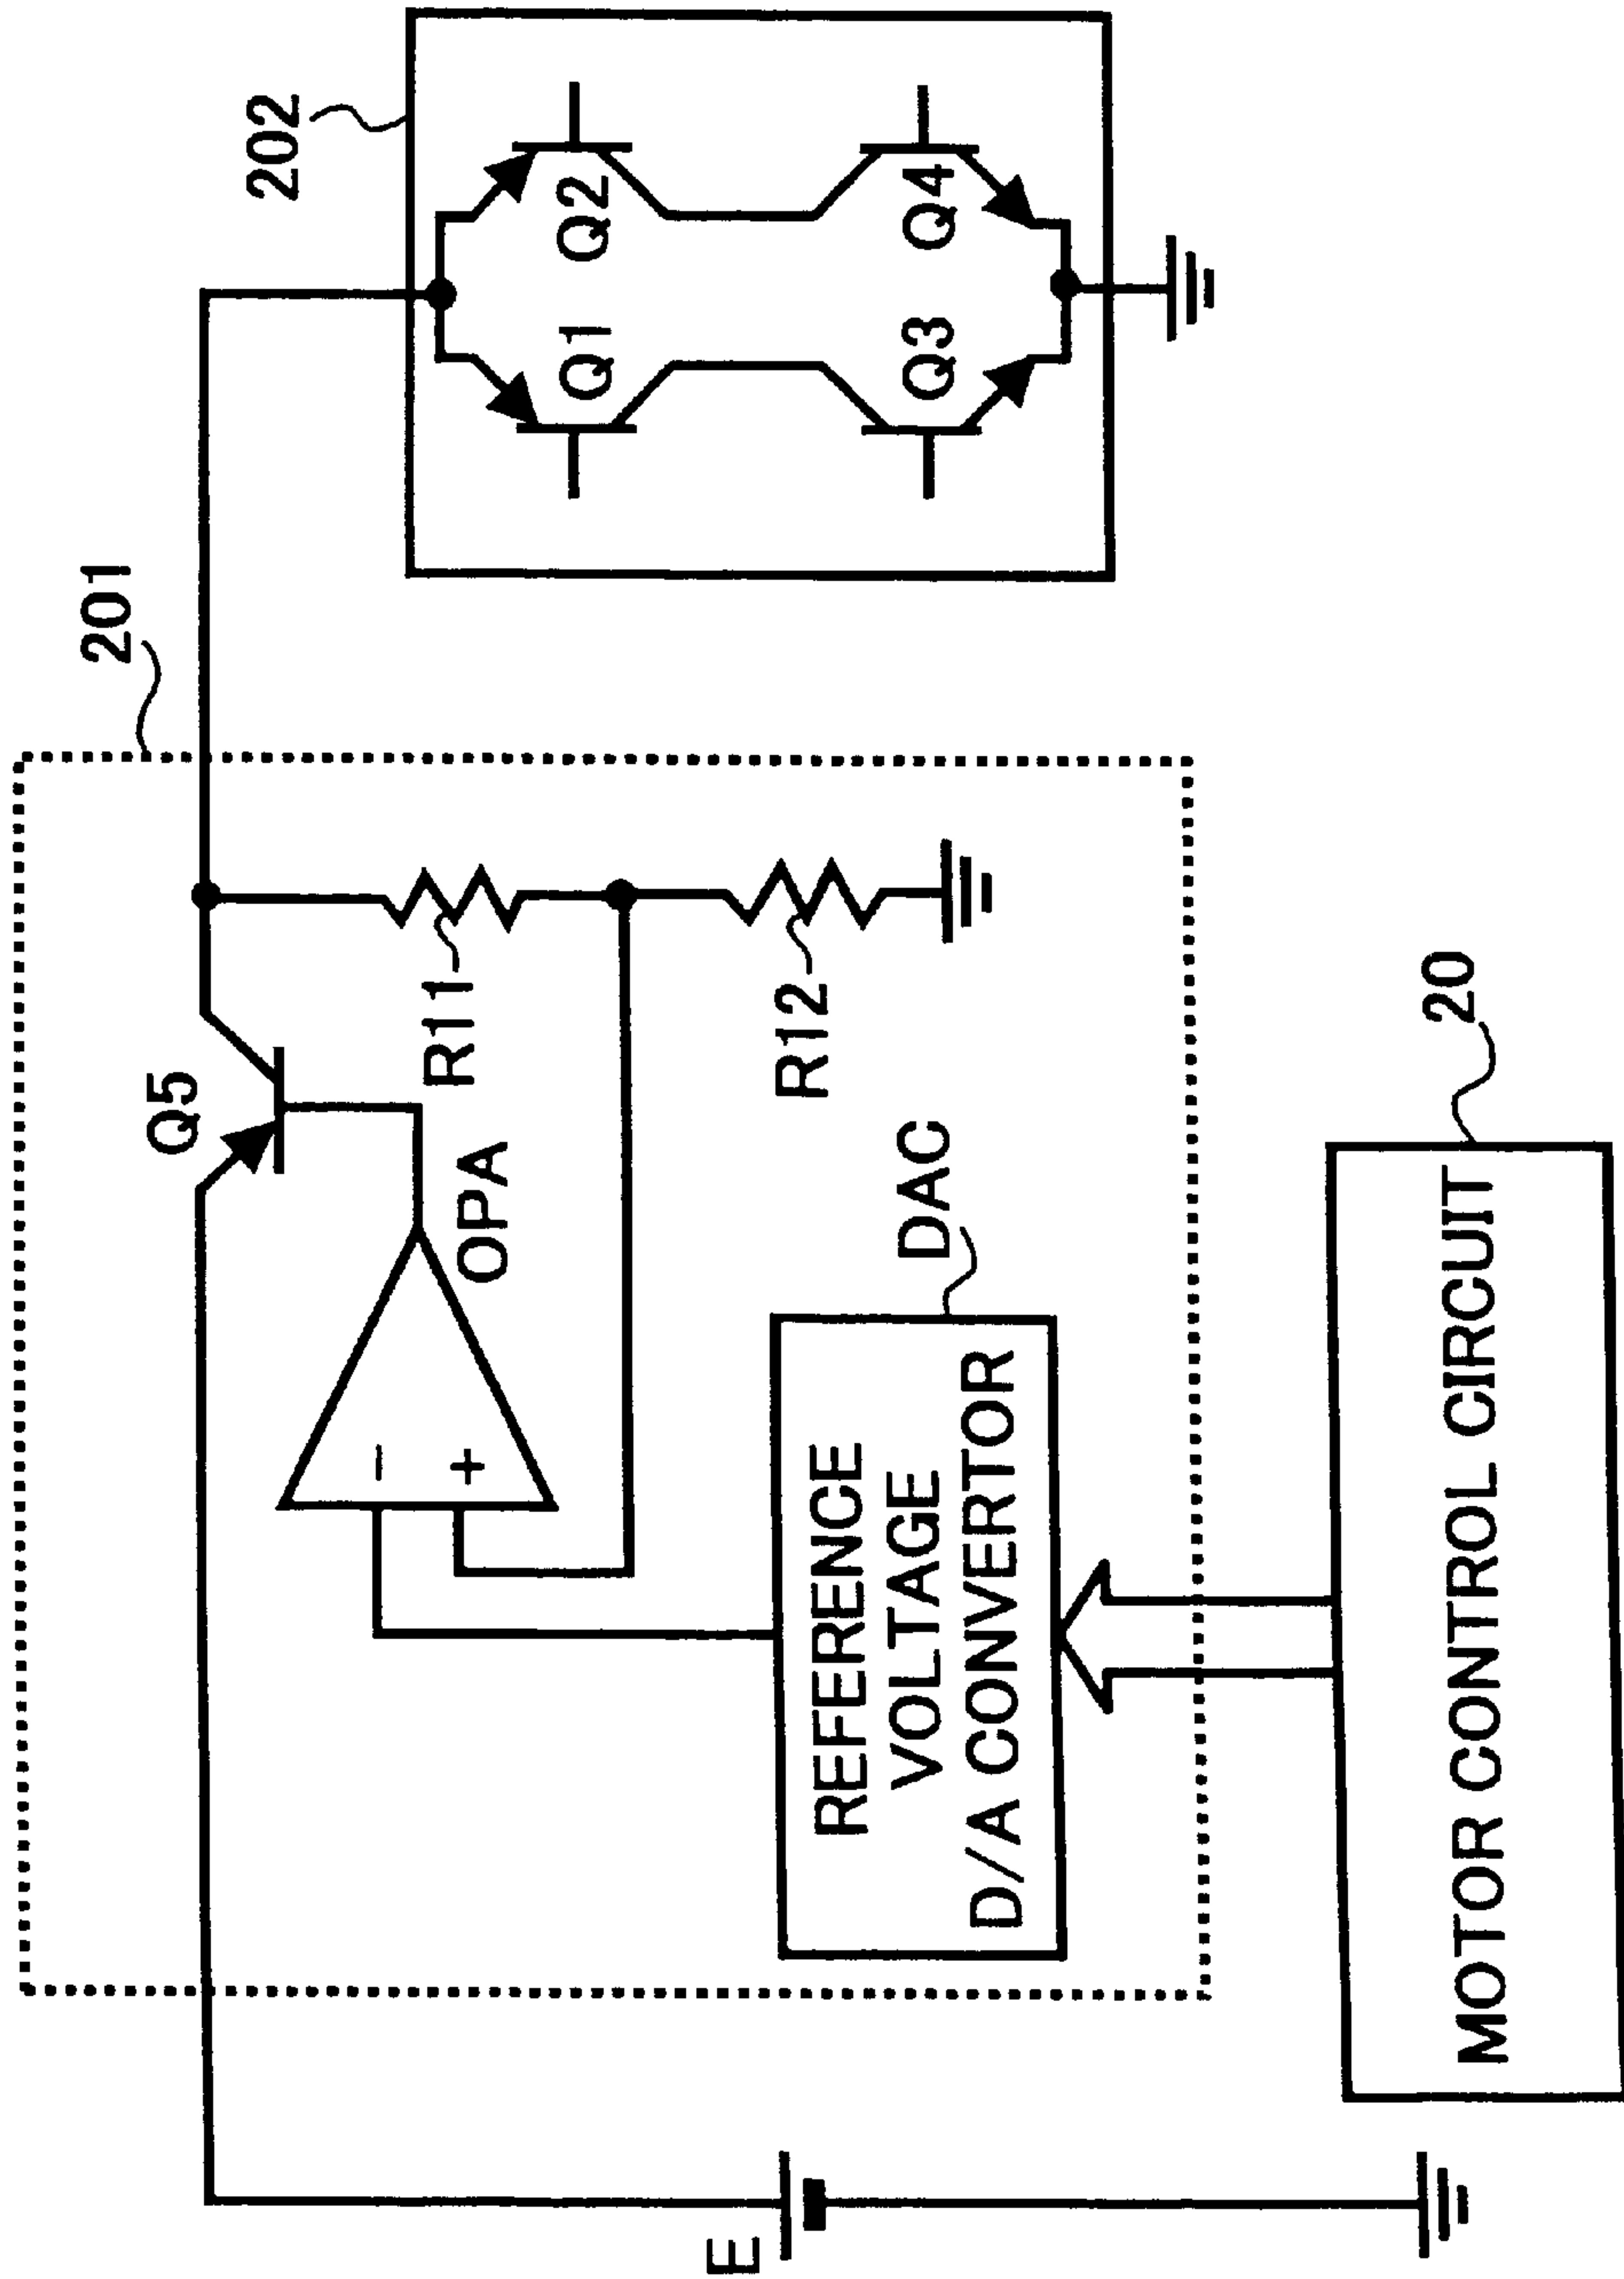 201
202
Q5
Q1
Q2
R11
OPA
−
+
R12
Q3
Q4
E
DAC
REFERENCE
VOLTAGE
D/A CONVERTOR
20
MOTOR CONTROL CIRCUIT